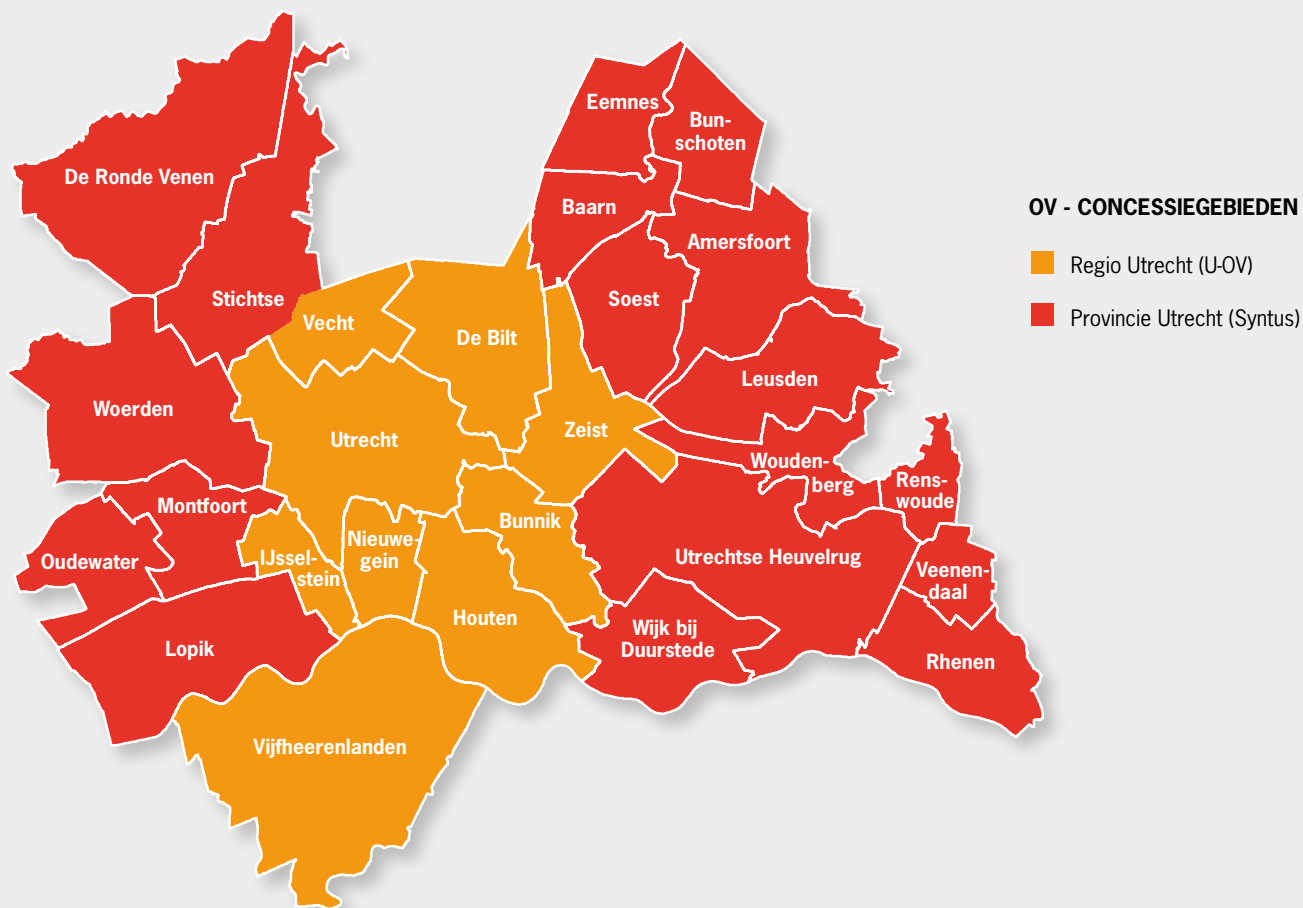 Eemnes
Bun-
schoten
De Ronde Venen
Baarn
Amersfoort
Stichtse
Vecht
Soest
De Bilt
Leusden
Woerden
Utrecht
Zeist
Wouden-
berg
Rens-
woude
Montfoort
Oudewater
IJssel-
stein
Nieuwe-
gein
Bunnik
Utrechtse Heuvelrug
Veenen-
daal
Houten
Wijk bij
Duurstede
Lopik
Rhenen
Vijfheerenlanden
OV - CONCESSIEGEBIEDEN
Regio Utrecht (U-OV)
Provincie Utrecht (Syntus)